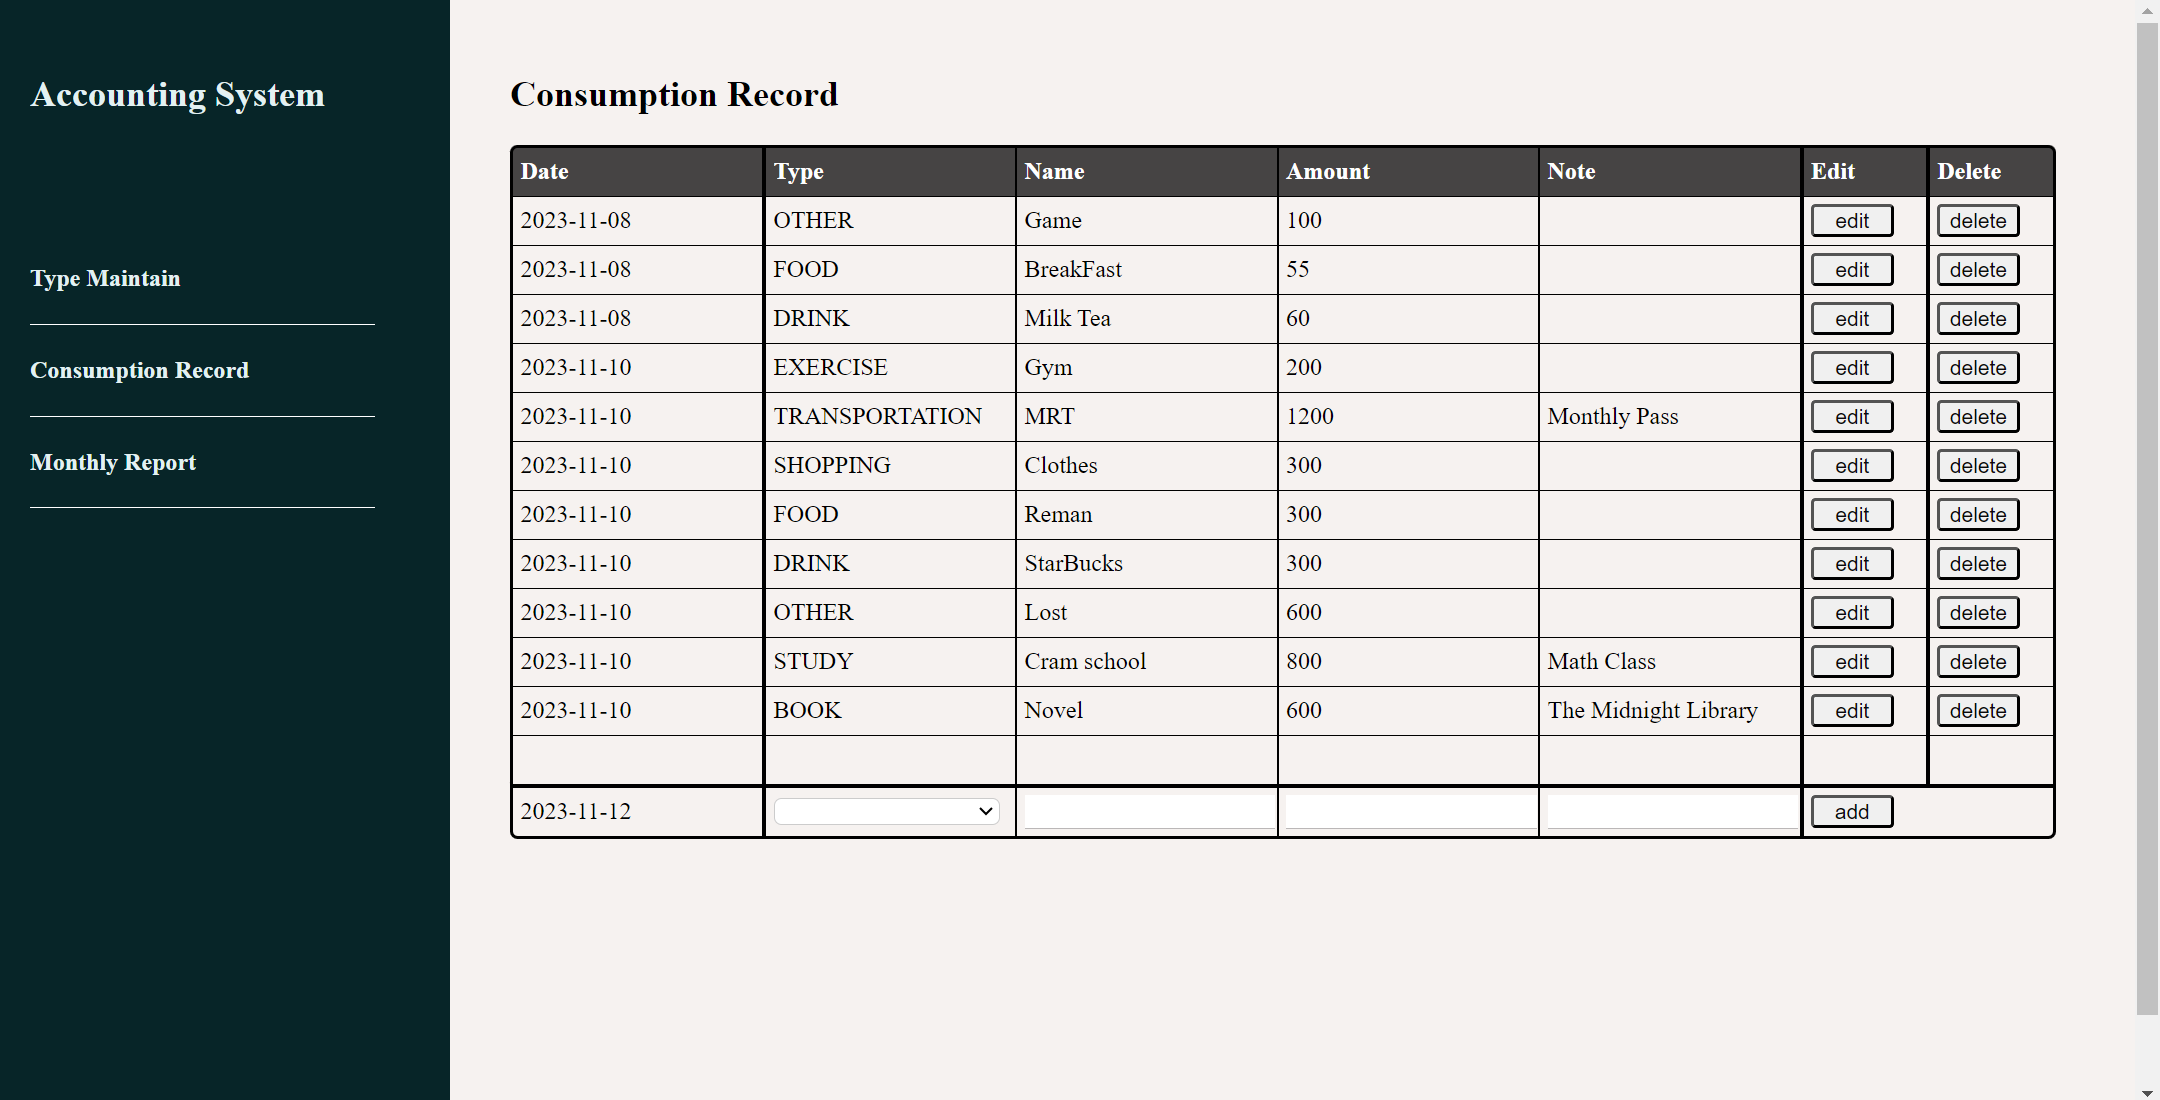 Accounting System
Type Maintain
Consumption Record
Monthly Report
Consumption Record
Date Type Name Amount Note Edit Delete
2023-11-08 OTHER Game 100 edit delete
2023-11-08 FOOD BreakFast 55 edit delete
2023-11-08 DRINK Milk Tea 60 edit delete
2023-11-10 EXERCISE Gym 200 edit delete
2023-11-10 TRANSPORTATION MRT 1200 Monthly Pass edit delete
2023-11-10 SHOPPING Clothes 300 edit delete
2023-11-10 FOOD Reman 300 edit delete
2023-11-10 DRINK StarBucks 300 edit delete
2023-11-10 OTHER Lost 600 edit delete
2023-11-10 STUDY Cram school 800 Math Class edit delete
2023-11-10 BOOK Novel 600 The Midnight Library edit delete
2023-11-12 add